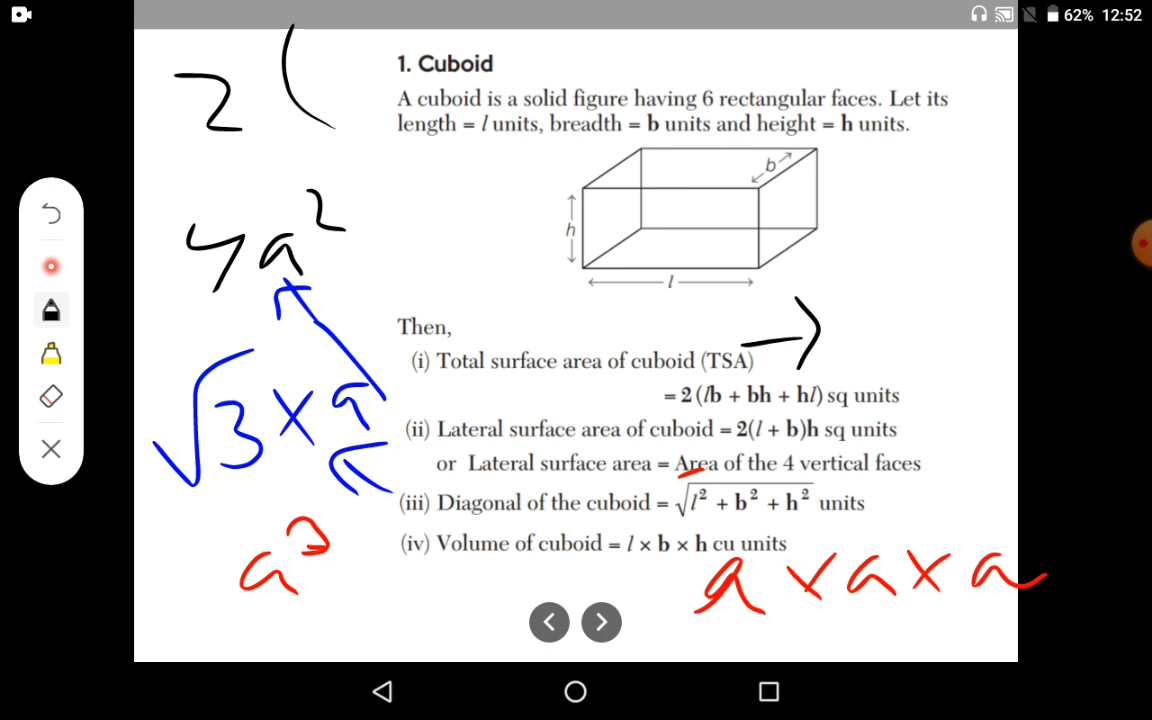 62% 12:52
2 (
1. Cuboid
A cuboid is a solid figure having 6 rectangular faces. Let its
length = l units, breadth = b units and height = h units.
b
h
l
4a²
Then,
(i) Total surface area of cuboid (TSA)
= 2 (lb + bh + hl) sq units
√3 × a
(ii) Lateral surface area of cuboid = 2(l + b)h sq units
or Lateral surface area = Area of the 4 vertical faces
(iii) Diagonal of the cuboid = √l² + b² + h² units
(iv) Volume of cuboid = l × b × h cu units
a³
a × a × a